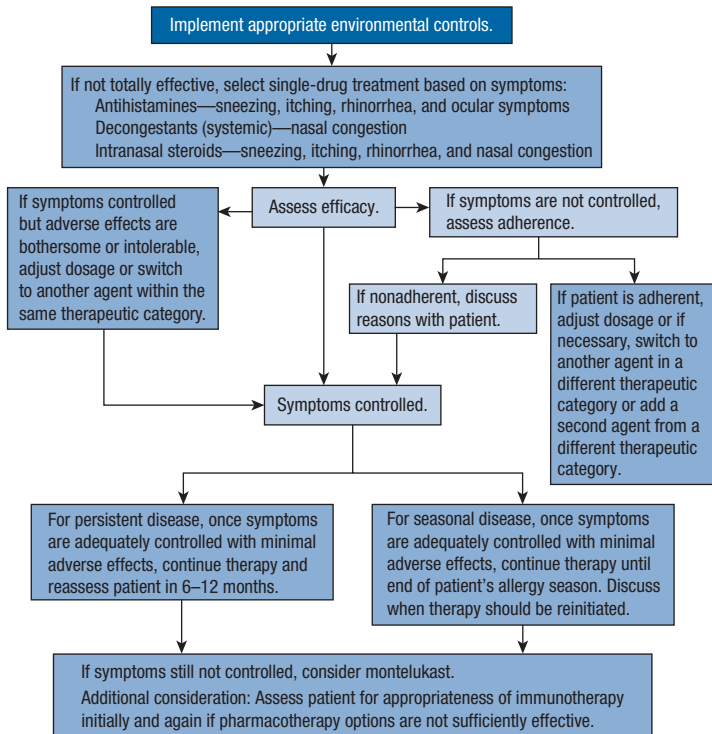 Implement appropriate environmental controls.
If not totally effective, select single-drug treatment based on symptoms:
Antihistamines—sneezing, itching, rhinorrhea, and ocular symptoms
Decongestants (systemic)—nasal congestion
Intranasal steroids—sneezing, itching, rhinorrhea, and nasal congestion
If symptoms controlled
but adverse effects are
bothersome or intolerable,
adjust dosage or switch
to another agent within the
same therapeutic category.
Assess efficacy.
If symptoms are not controlled,
assess adherence.
If nonadherent, discuss
reasons with patient.
If patient is adherent,
adjust dosage or if
necessary, switch to
another agent in a
different therapeutic
category or add a
second agent from a
different therapeutic
category.
Symptoms controlled.
For persistent disease, once symptoms
are adequately controlled with minimal
adverse effects, continue therapy and
reassess patient in 6–12 months.
For seasonal disease, once symptoms
are adequately controlled with minimal
adverse effects, continue therapy until
end of patient’s allergy season. Discuss
when therapy should be reinitiated.
If symptoms still not controlled, consider montelukast.
Additional consideration: Assess patient for appropriateness of immunotherapy
initially and again if pharmacotherapy options are not sufficiently effective.